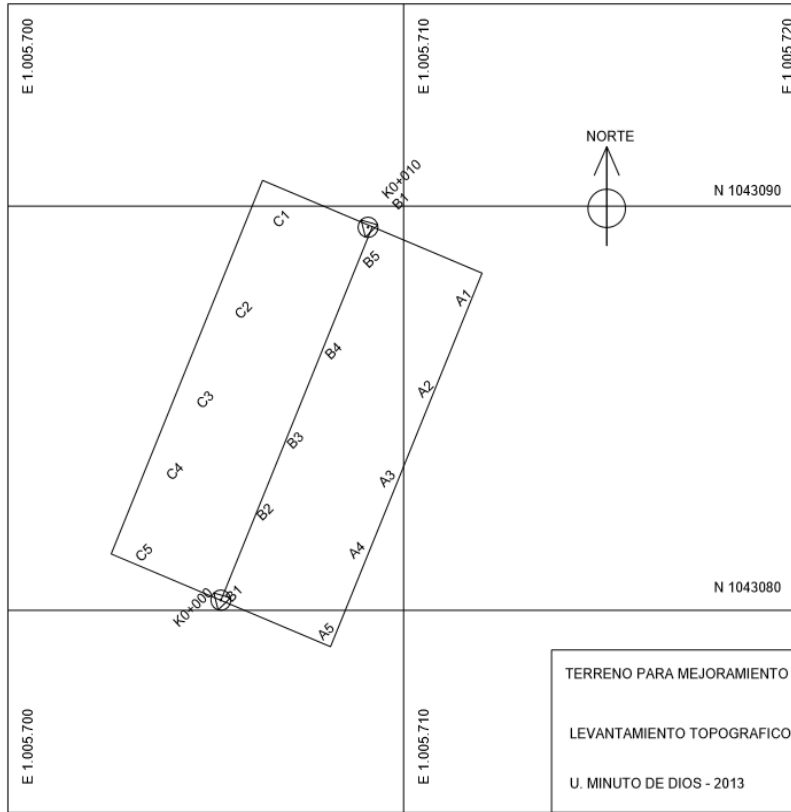 E 1.005.700
E 1.005.710
E 1.005.720
NORTE
N 1043090
K0+010
B1
C1
B5
A1
C2
B4
A2
C3
B3
A3
C4
B2
A4
C5
B1
K0+000
A5
N 1043080
E 1.005.700
E 1.005.710
TERRENO PARA MEJORAMIENTO
LEVANTAMIENTO TOPOGRAFICO
U. MINUTO DE DIOS - 2013